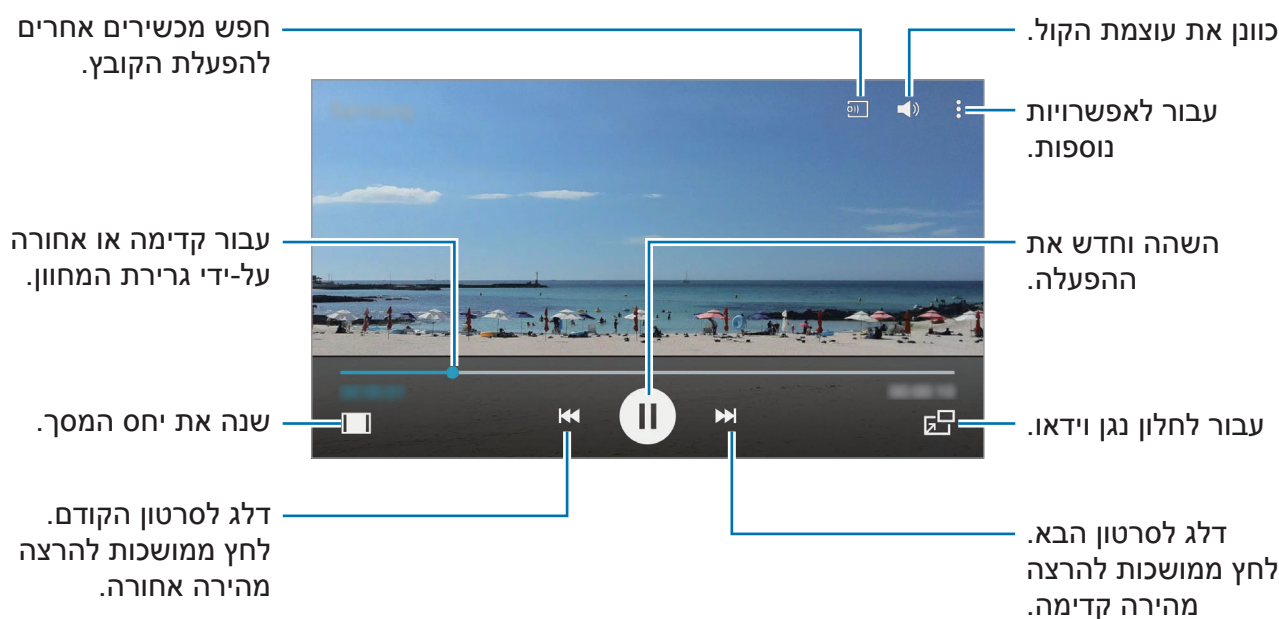 כוונן את עוצמת הקול.
חפש מכשירים אחרים
להפעלת הקובץ.
עבור לאפשרויות
נוספות.
השהה וחדש את
ההפעלה.
עבור קדימה או אחורה
על-ידי גרירת המחוון.
עבור לחלון נגן וידאו.
שנה את יחס המסך.
דלג לסרטון הבא.
לחץ ממושכות להרצה
מהירה קדימה.
דלג לסרטון הקודם.
לחץ ממושכות להרצה
מהירה אחורה.